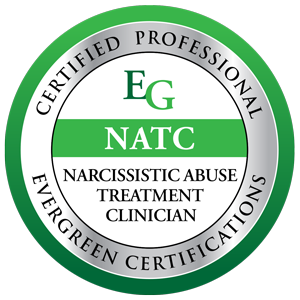 CERTIFIED PROFESSIONAL
EG
NATC
NARCISSISTIC ABUSE
TREATMENT
CLINICIAN
EVERGREEN CERTIFICATIONS